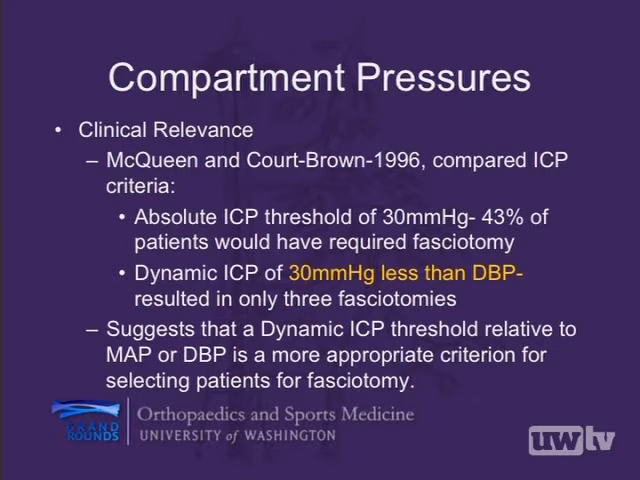 Compartment Pressures
• Clinical Relevance
– McQueen and Court-Brown-1996, compared ICP
criteria:
• Absolute ICP threshold of 30mmHg- 43% of
patients would have required fasciotomy
• Dynamic ICP of 30mmHg less than DBP-
resulted in only three fasciotomies
– Suggests that a Dynamic ICP threshold relative to
MAP or DBP is a more appropriate criterion for
selecting patients for fasciotomy.
GRAND
ROUNDS
Orthopaedics and Sports Medicine
UNIVERSITY of WASHINGTON
uwtv